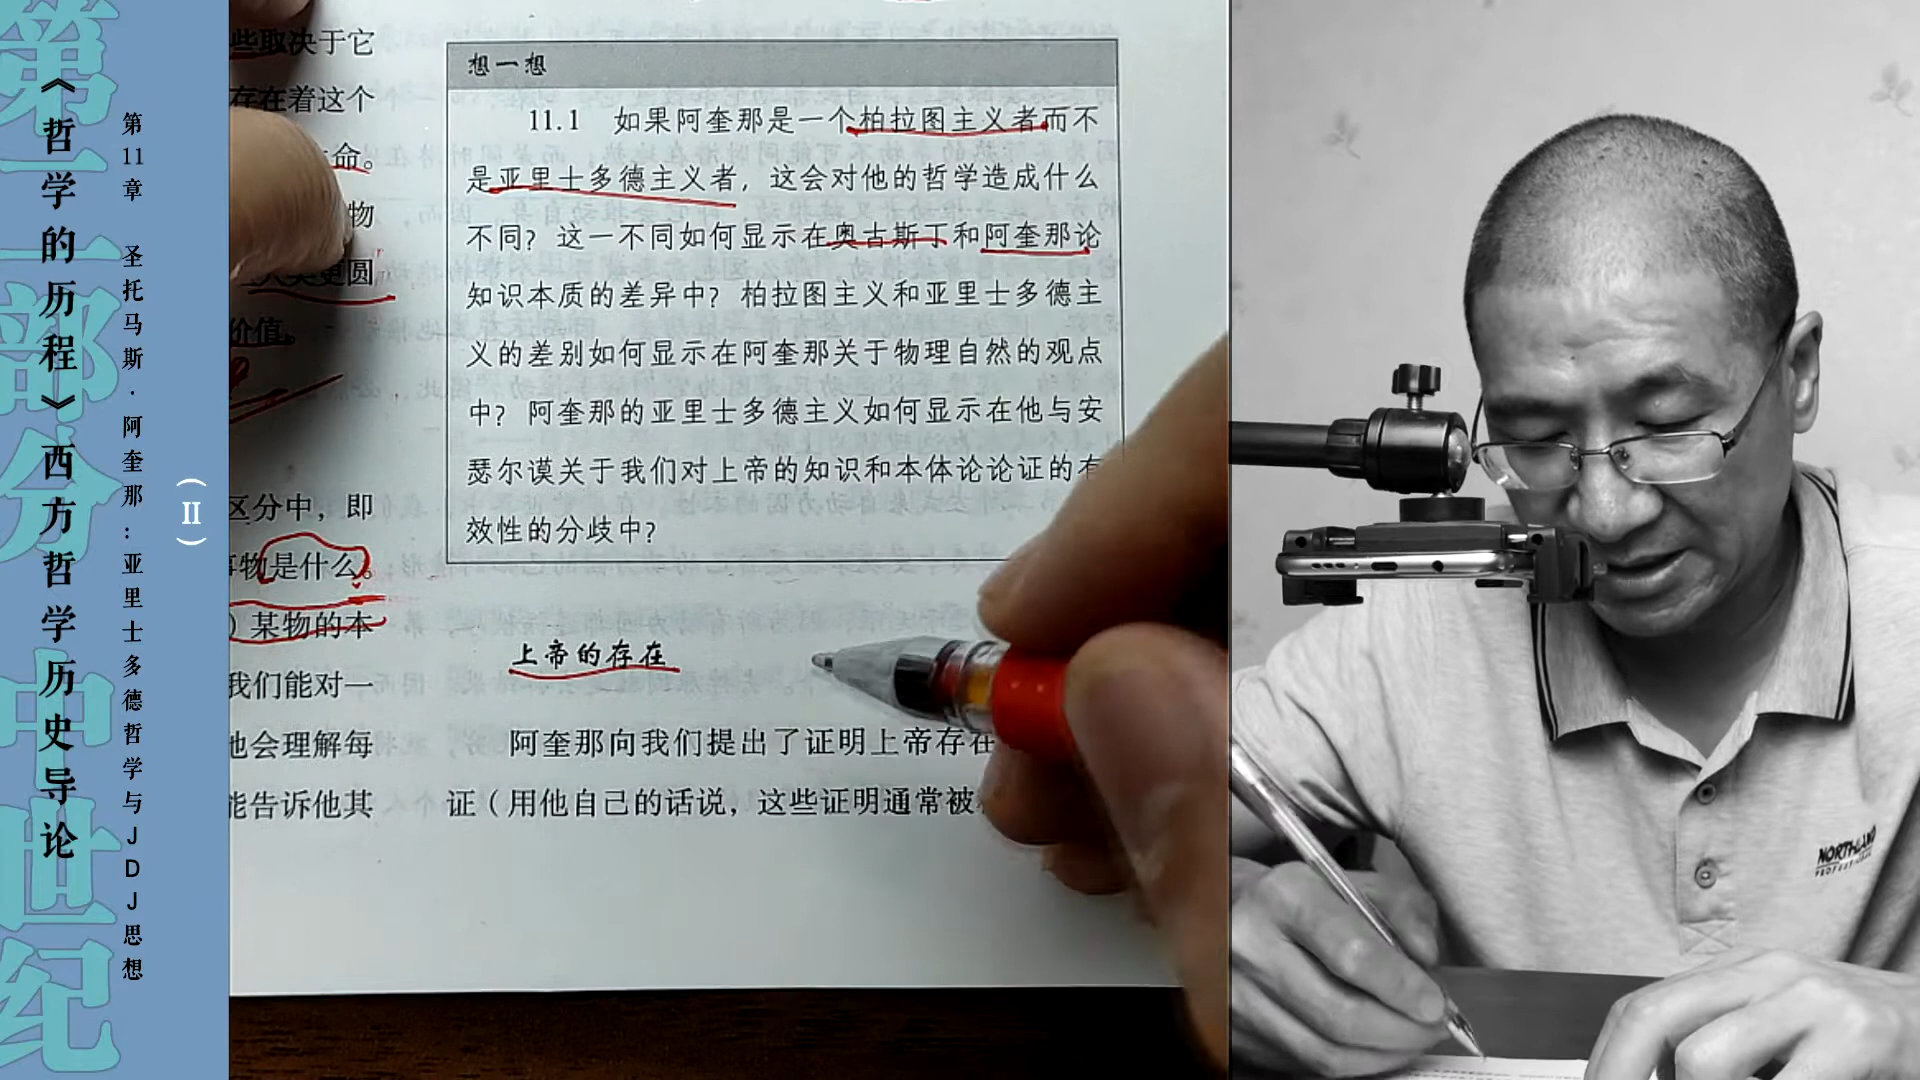 第二部分 中世纪
《哲学的历程》西方哲学历史导论
第11章 圣托马斯·阿奎那：亚里士多德哲学与JDJ思想
（II）
些取决于它
存在着这个
命。
物
更圆
价值。
区分中，即
事物是什么。
）某物的本
我们能对一
他会理解每
能告诉他其
想一想
11.1 如果阿奎那是一个柏拉图主义者而不
是亚里士多德主义者，这会对他的哲学造成什么
不同？这一不同如何显示在奥古斯丁和阿奎那论
知识本质的差异中？柏拉图主义和亚里士多德主
义的差别如何显示在阿奎那关于物理自然的观点
中？阿奎那的亚里士多德主义如何显示在他与安
瑟尔谟关于我们对上帝的知识和本体论论证的有
效性的分歧中？
上帝的存在
阿奎那向我们提出了证明上帝存在
证（用他自己的话说，这些证明通常被
NORTHLAND
PROFESSIONAL